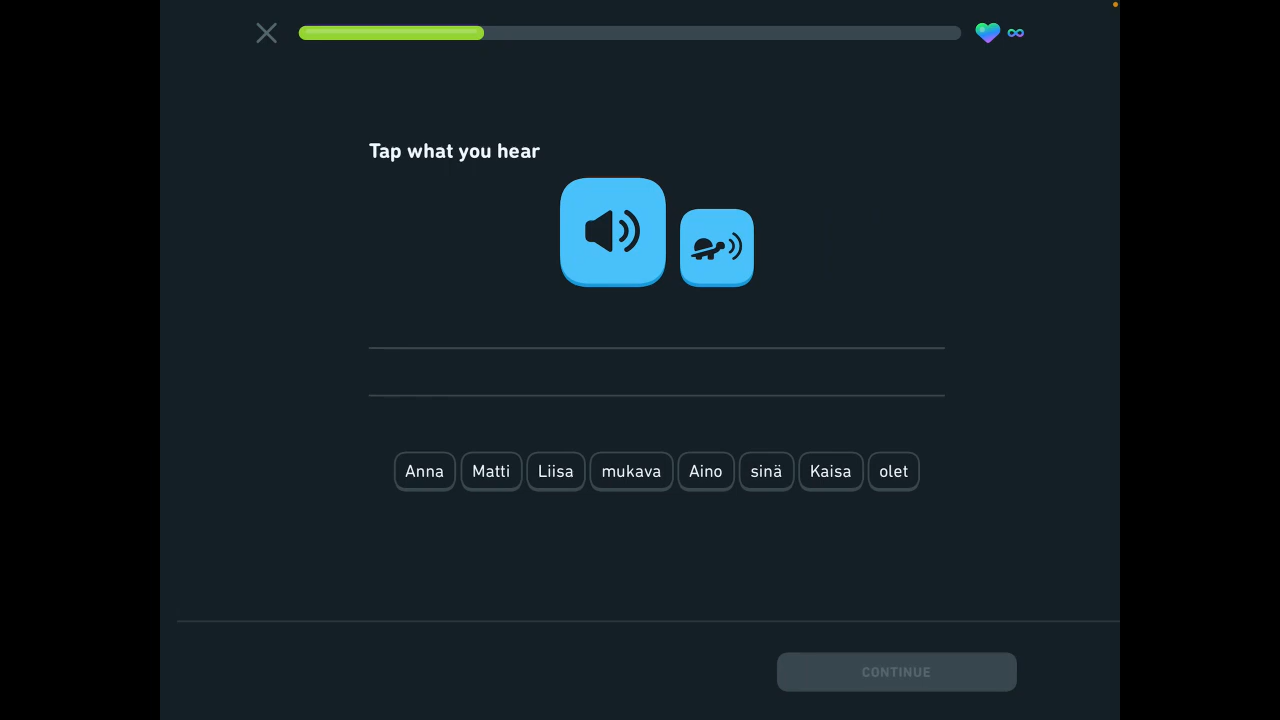 ∞
Tap what you hear
Anna Matti Liisa mukava Aino sinä Kaisa olet
CONTINUE